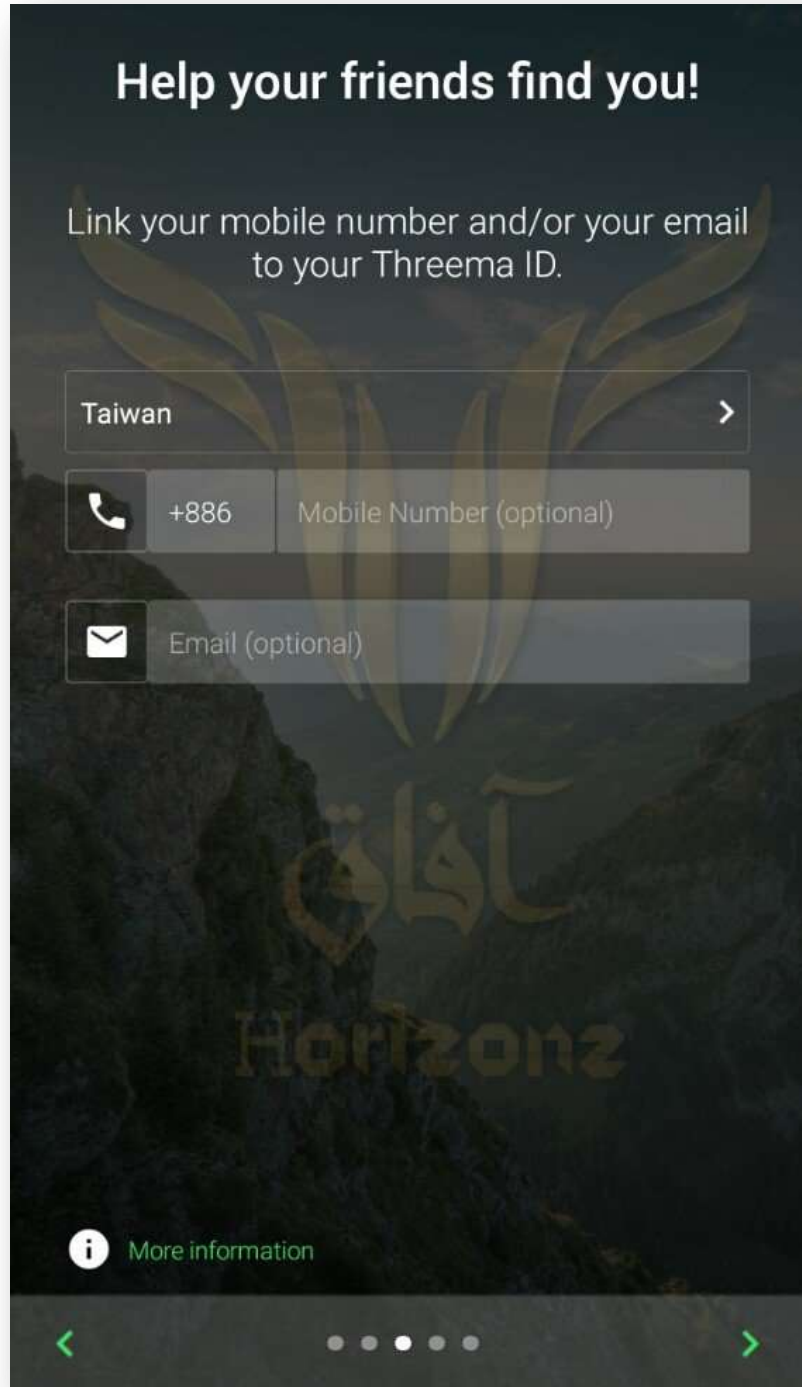 Help your friends find you!
Link your mobile number and/or your email
to your Threema ID.
Taiwan
+886
Mobile Number (optional)
Email (optional)
آفاق
Horizonz
More information